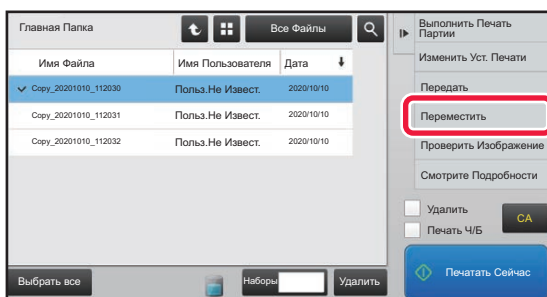 Главная Папка
Все Файлы
Имя Файла Имя Пользователя Дата
Copy_20201010_112030 Польз.Не Извест. 2020/10/10
Copy_20201010_112031 Польз.Не Извест. 2020/10/10
Copy_20201010_112032 Польз.Не Извест. 2020/10/10
Выбрать все
Наборы
Удалить
Выполнить Печать
Партии
Изменить Уст. Печати
Передать
Переместить
Проверить Изображение
Смотрите Подробности
Удалить
Печать Ч/Б
CA
Печатать Сейчас